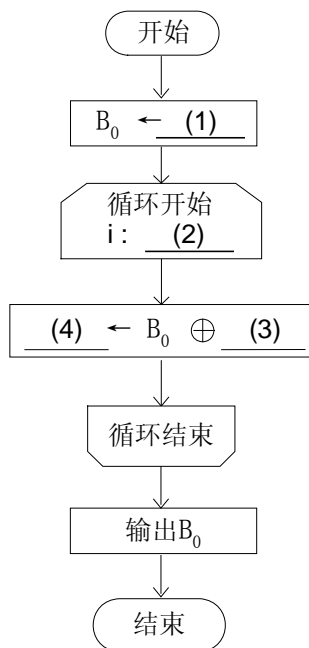 开始
B₀ ← (1)
循环开始
i : (2)
(4) ← B₀ ⊕ (3)
循环结束
输出B₀
结束